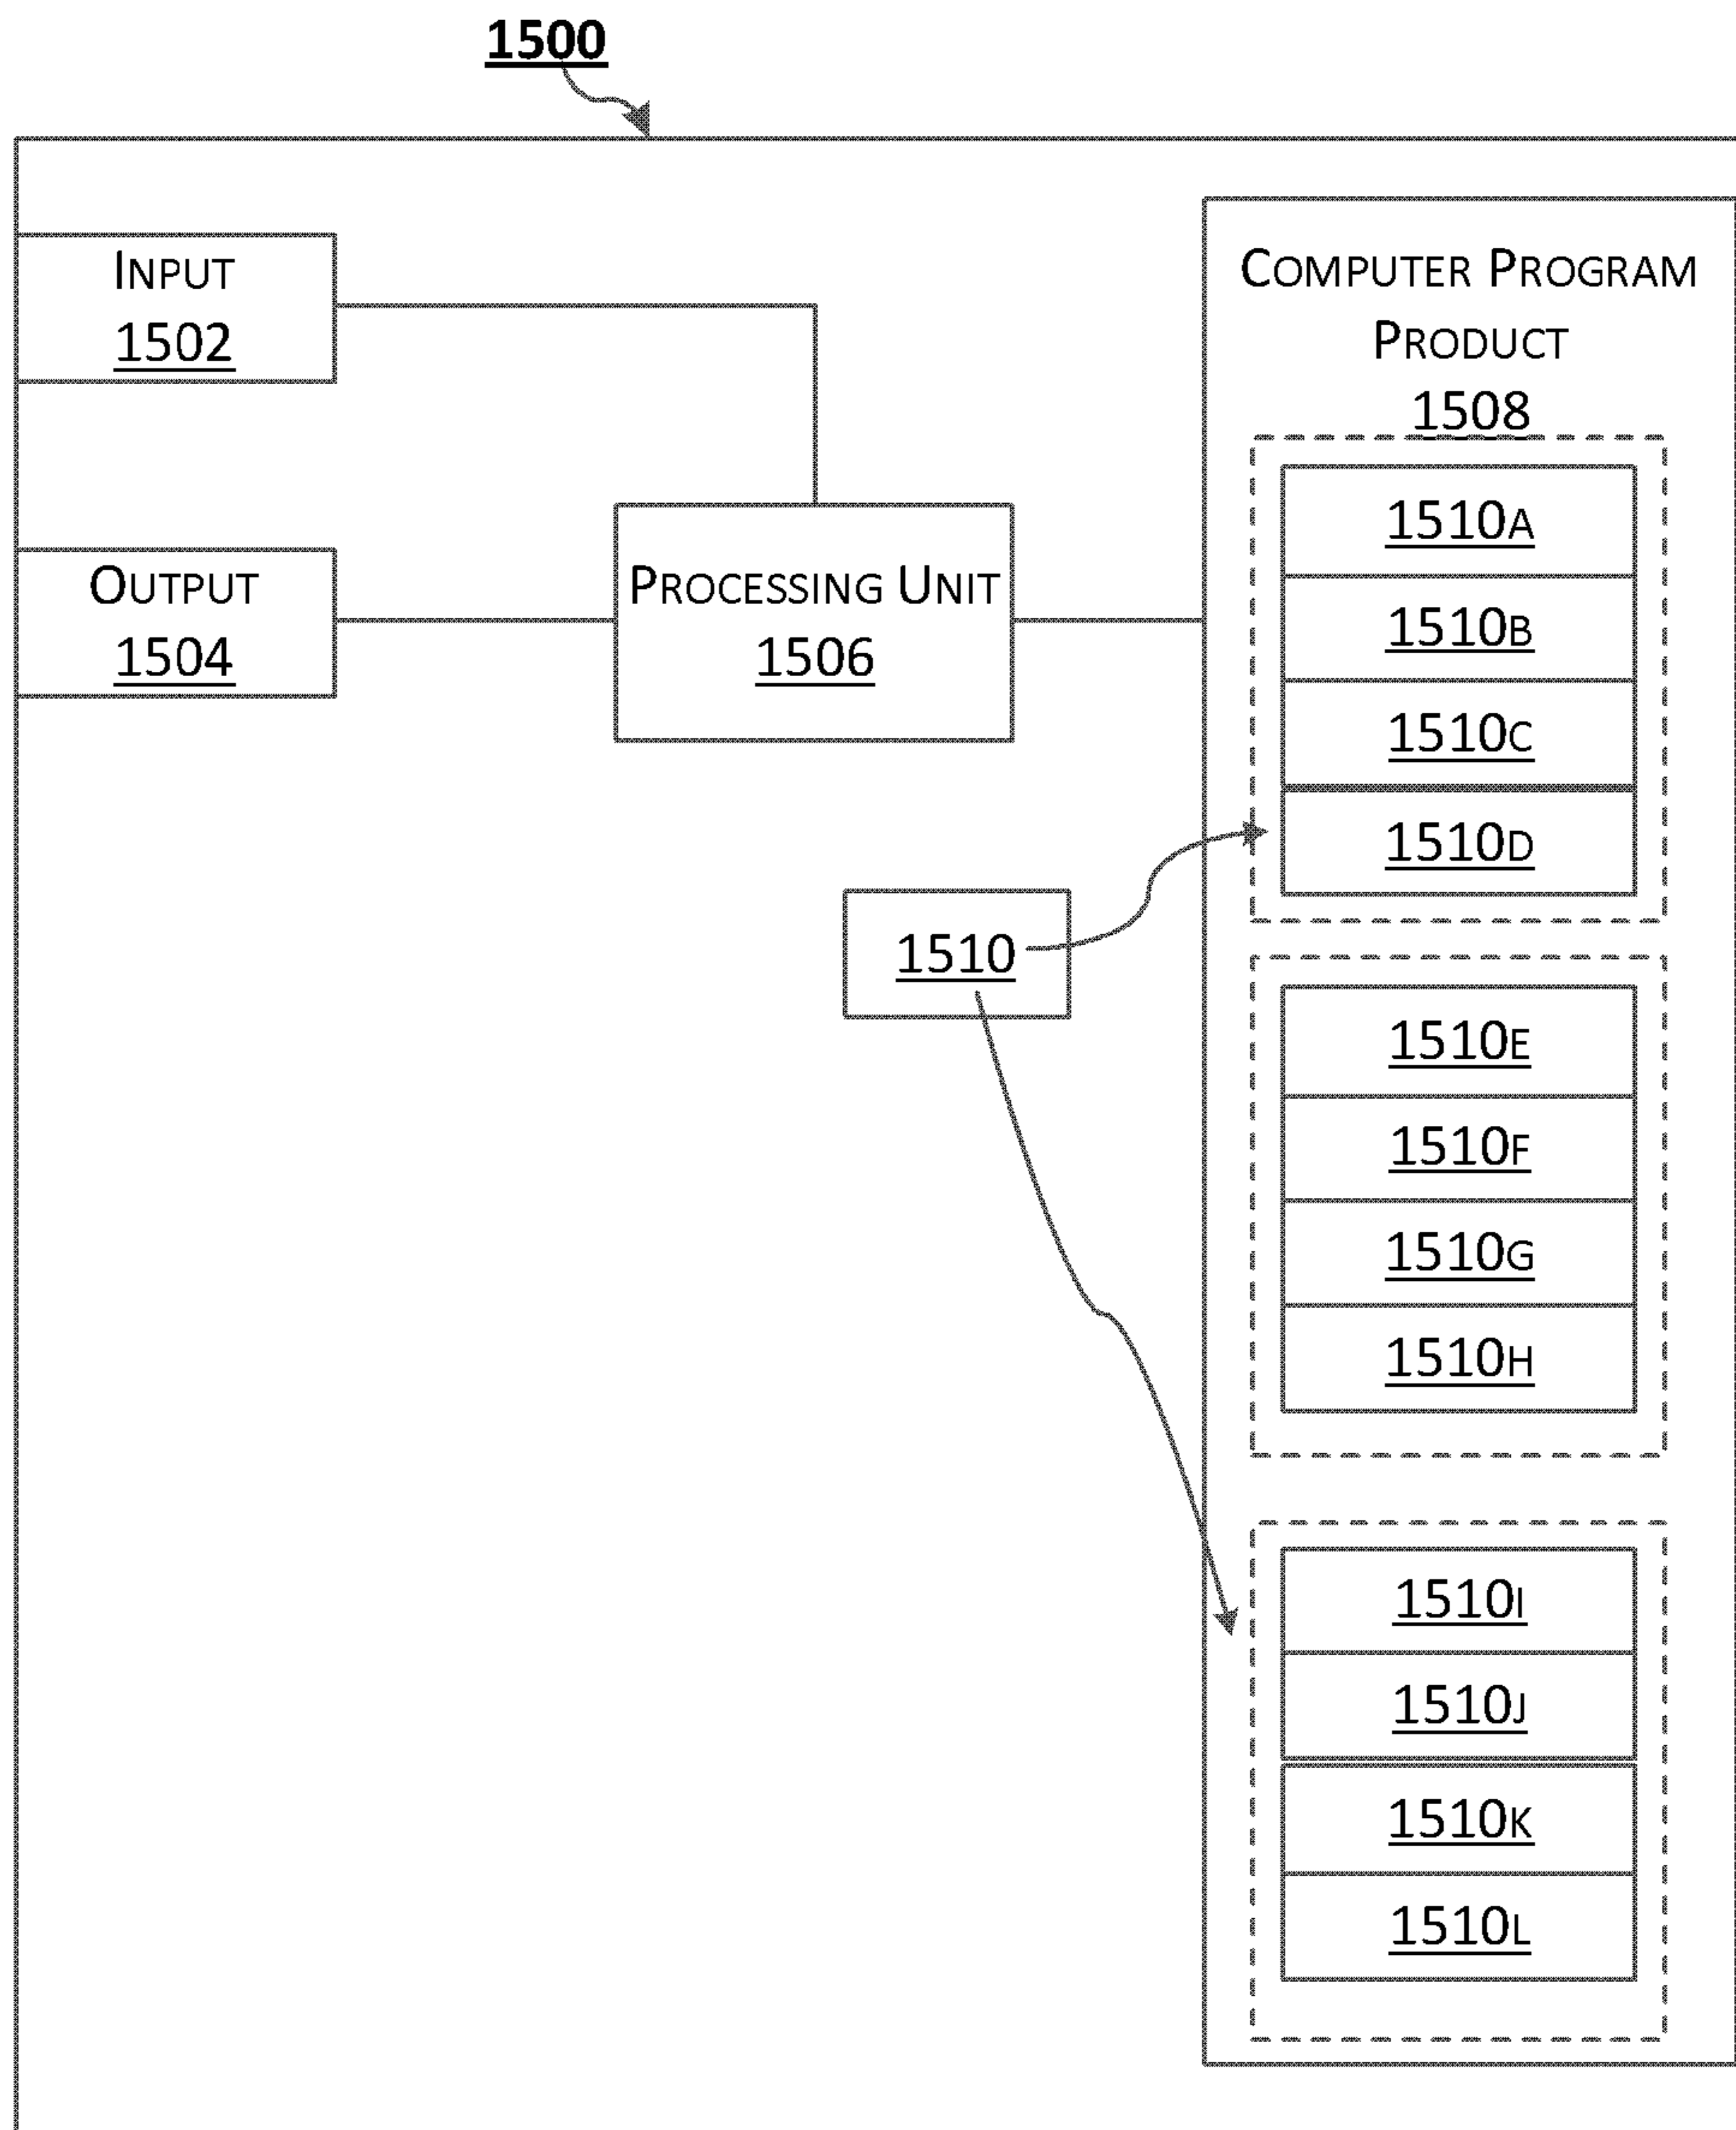 1500
INPUT
1502
OUTPUT
1504
PROCESSING UNIT
1506
COMPUTER PROGRAM
PRODUCT
1508
1510A
1510B
1510C
1510D
1510
1510E
1510F
1510G
1510H
1510I
1510J
1510K
1510L